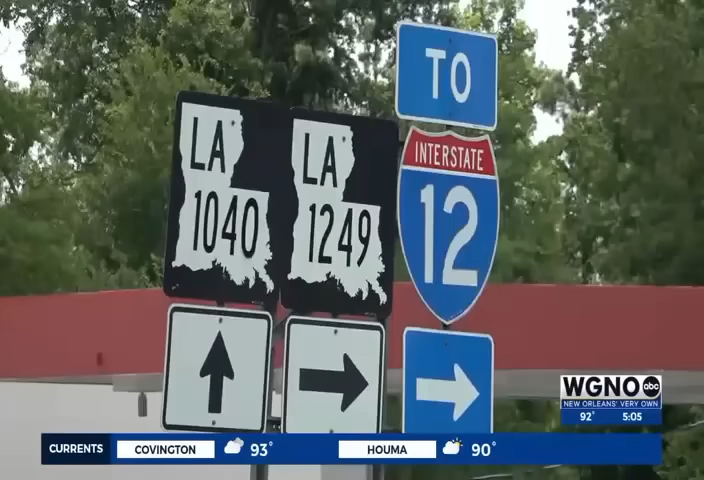 TO
LA
1040
LA
1249
INTERSTATE
12
WGNO abc
NEW ORLEANS' VERY OWN
92° 5:05
CURRENTS COVINGTON 93° HOUMA 90°